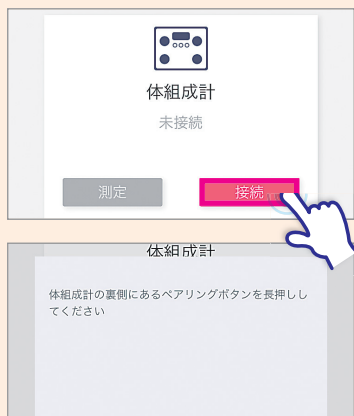 体組成計
未接続
測定
接続
体組成計
体組成計の裏側にあるペアリングボタンを長押しし
てください